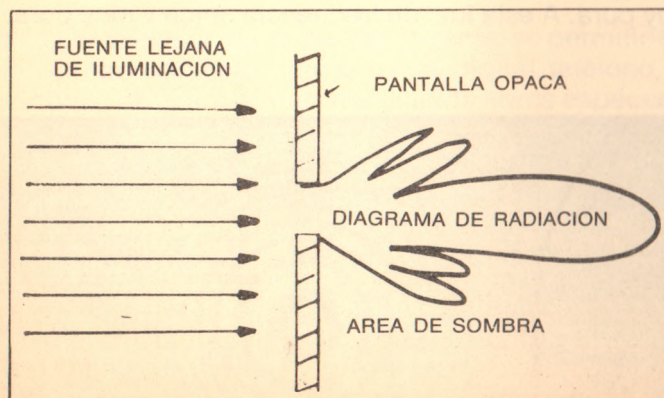 FUENTE LEJANA
DE ILUMINACION
PANTALLA OPACA
DIAGRAMA DE RADIACION
AREA DE SOMBRA